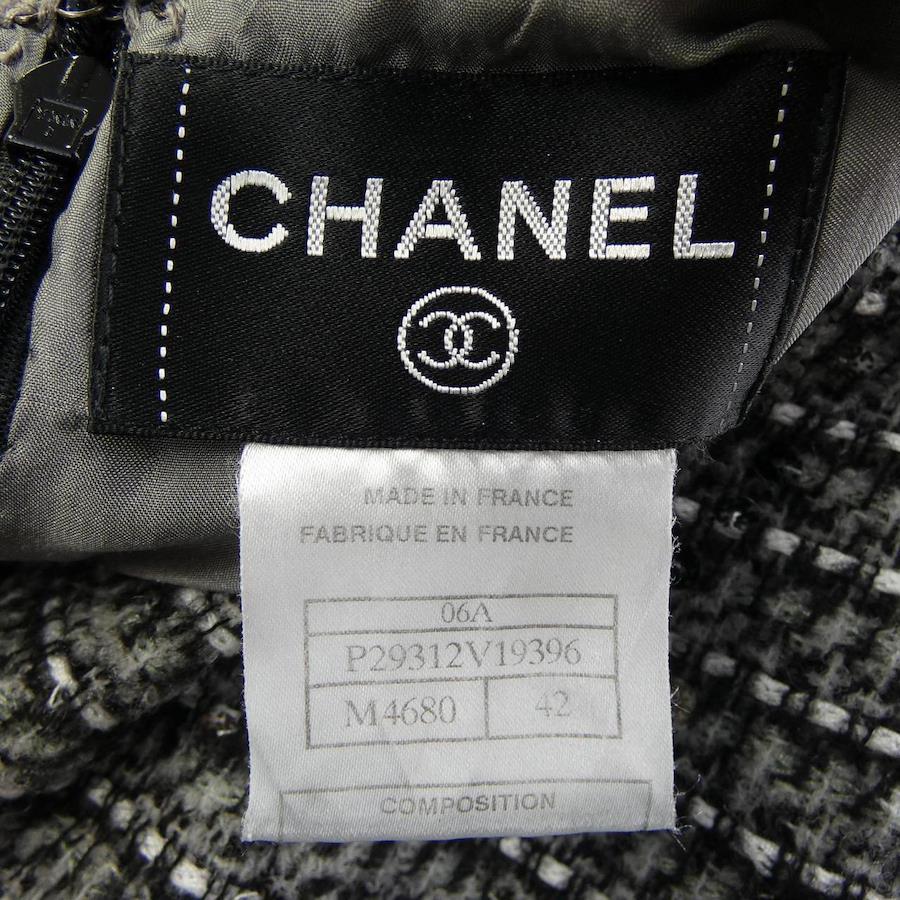 CHANEL
MADE IN FRANCE
FABRIQUE EN FRANCE
06A
P29312V19396
M4680 42
COMPOSITION